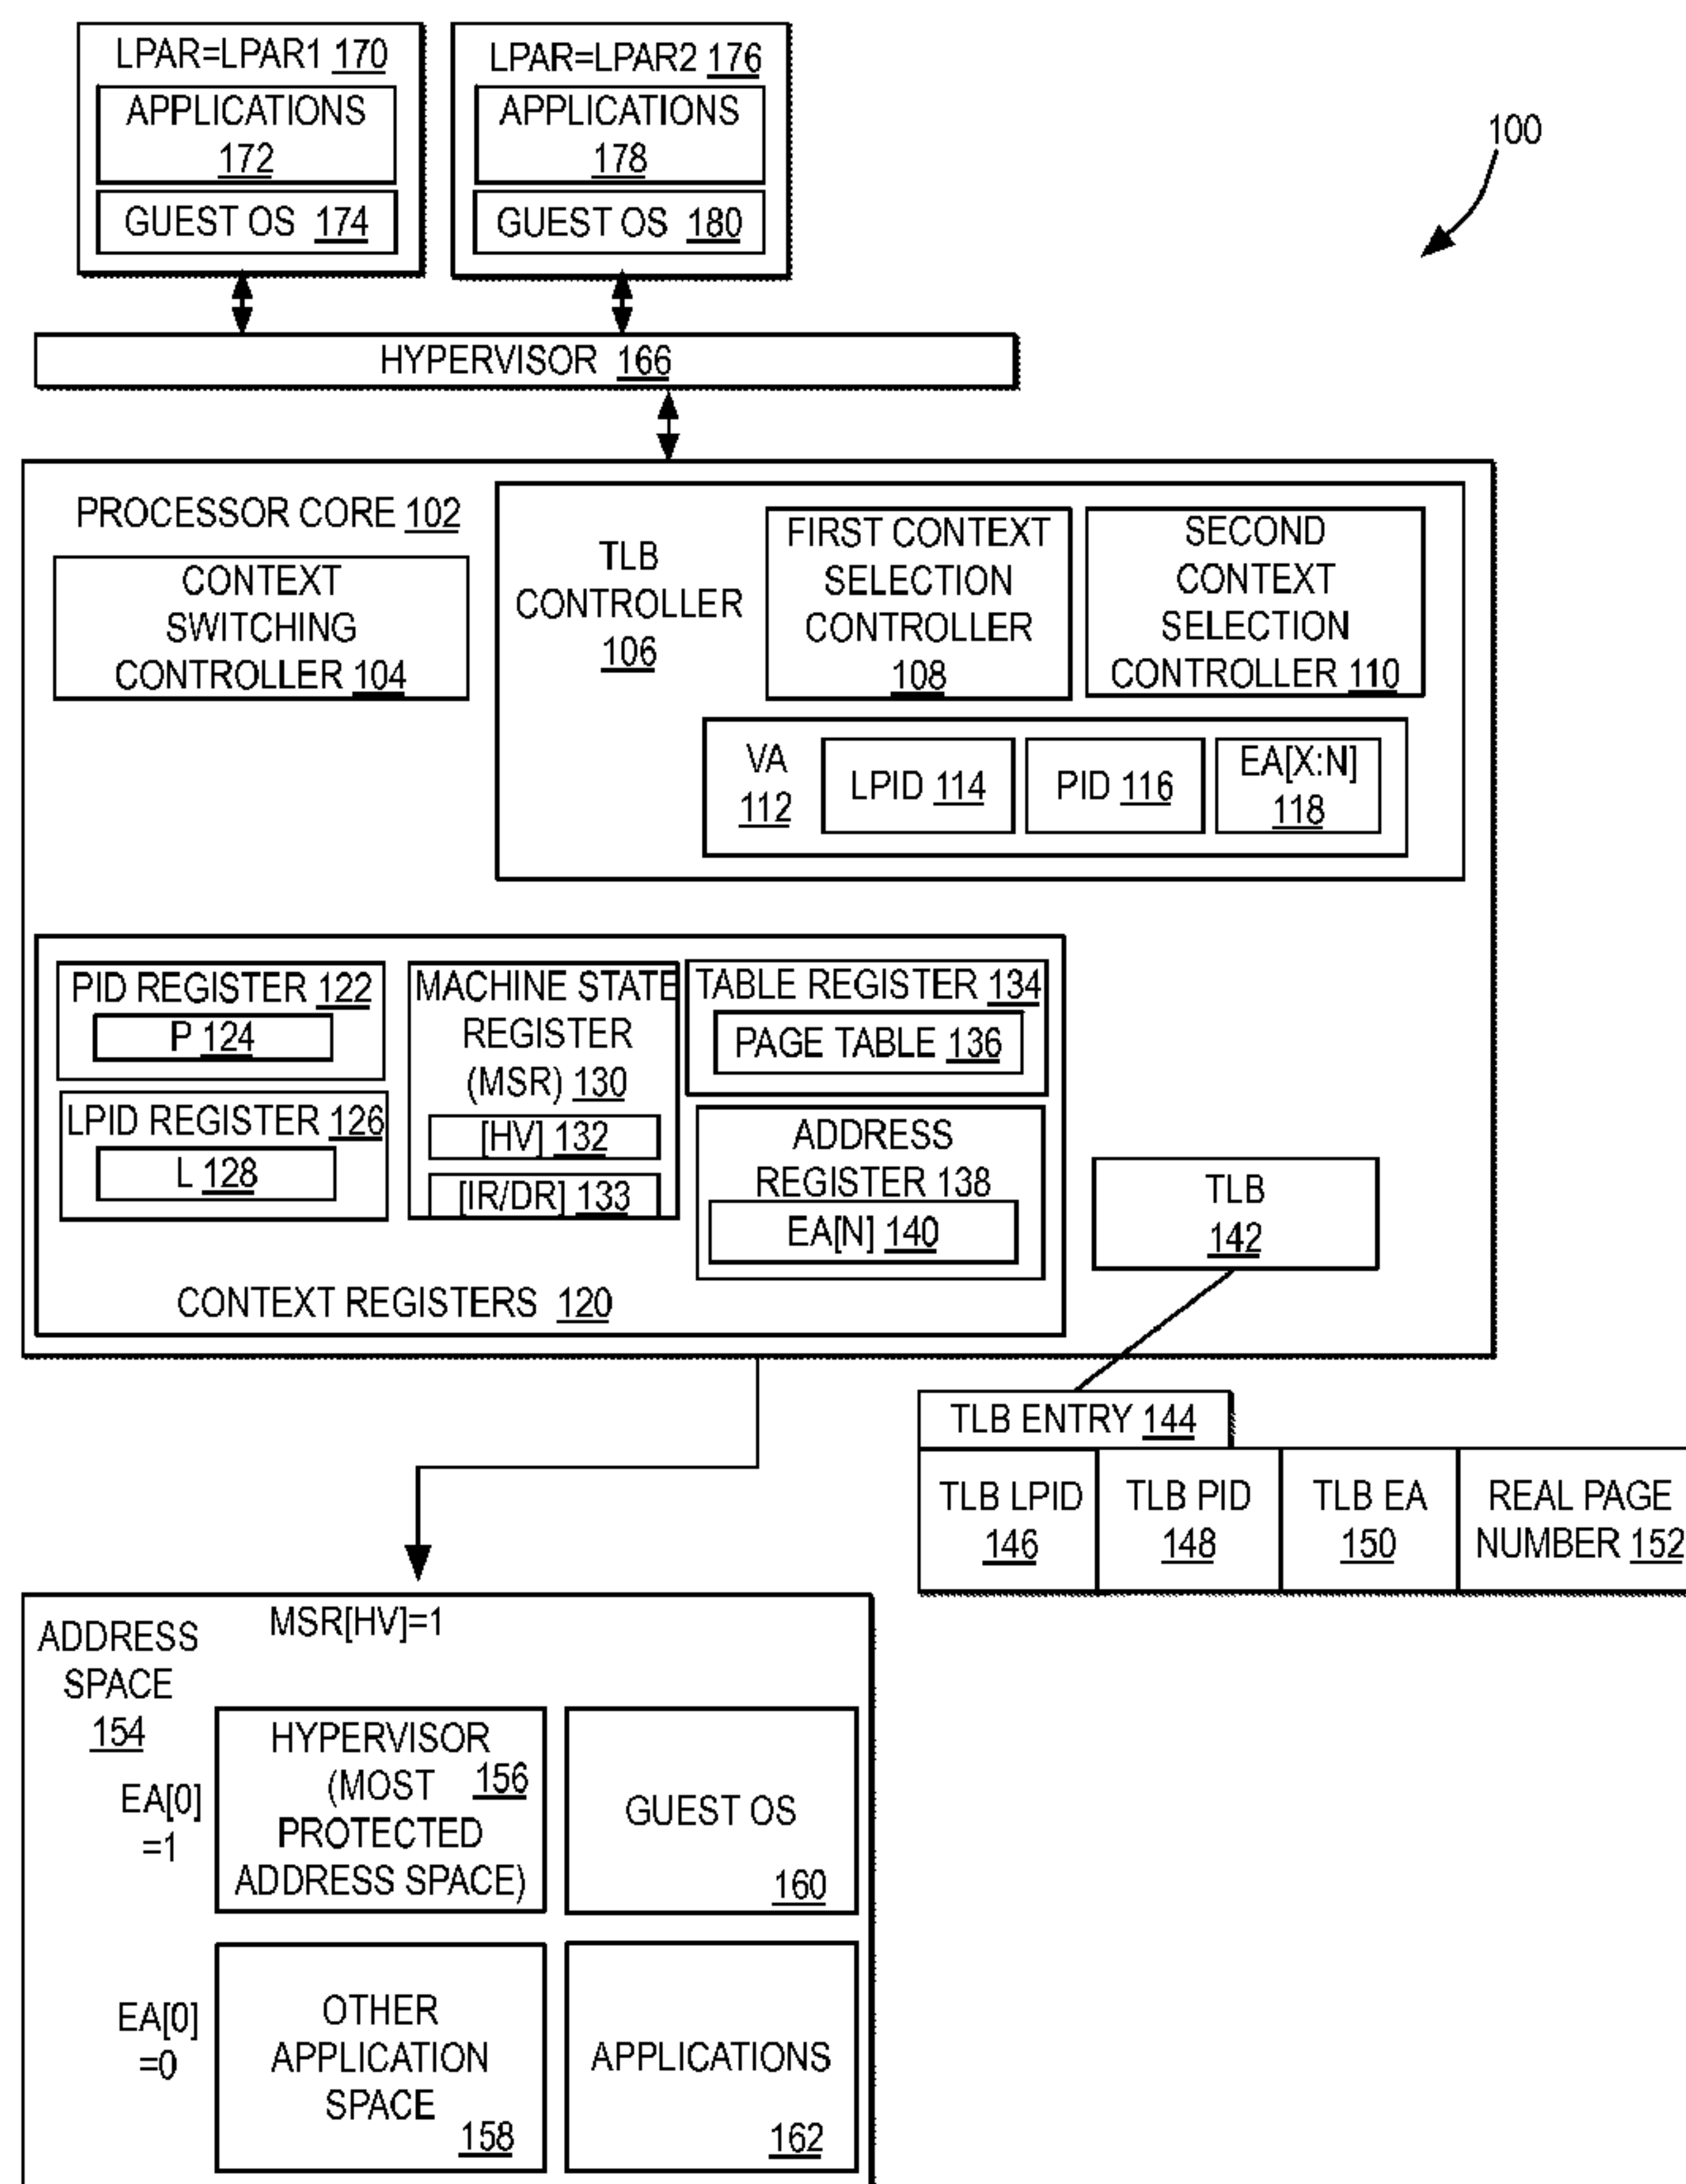 LPAR=LPAR1 170
APPLICATIONS
172
GUEST OS 174
LPAR=LPAR2 176
APPLICATIONS
178
GUEST OS 180
100
HYPERVISOR 166
PROCESSOR CORE 102
CONTEXT
SWITCHING
CONTROLLER 104
TLB
CONTROLLER
106
FIRST CONTEXT
SELECTION
CONTROLLER
108
SECOND
CONTEXT
SELECTION
CONTROLLER 110
VA
112
LPID 114
PID 116
EA[X:N]
118
PID REGISTER 122
P 124
LPID REGISTER 126
L 128
MACHINE STATE
REGISTER
(MSR) 130
[HV] 132
[IR/DR] 133
TABLE REGISTER 134
PAGE TABLE 136
ADDRESS
REGISTER 138
EA[N] 140
CONTEXT REGISTERS 120
TLB
142
TLB ENTRY 144
TLB LPID
146
TLB PID
148
TLB EA
150
REAL PAGE
NUMBER 152
ADDRESS
SPACE
154
MSR[HV]=1
EA[0]
=1
HYPERVISOR
(MOST 156
PROTECTED
ADDRESS SPACE)
GUEST OS
160
EA[0]
=0
OTHER
APPLICATION
SPACE
158
APPLICATIONS
162